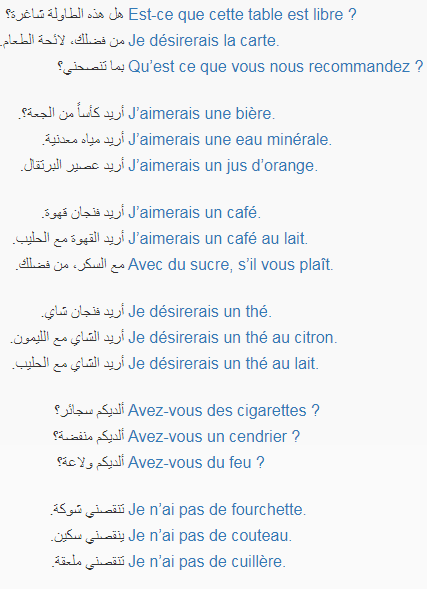 هل هذه الطاولة شاغرة؟ Est-ce que cette table est libre ?
من فضلك، لائحة الطعام. Je désirerais la carte.
بما تنصحني؟ Qu’est ce que vous nous recommandez ?
أريد كأساً من الجعة؟. J’aimerais une bière.
أريد مياه معدنية. J’aimerais une eau minérale.
أريد عصير البرتقال. J’aimerais un jus d’orange.
أريد فنجان قهوة. J’aimerais un café.
أريد القهوة مع الحليب. J’aimerais un café au lait.
مع السكر، من فضلك. Avec du sucre, s’il vous plaît.
أريد فنجان شاي. Je désirerais un thé.
أريد الشاي مع الليمون. Je désirerais un thé au citron.
أريد الشاي مع الحليب. Je désirerais un thé au lait.
ألديكم سجائر؟ Avez-vous des cigarettes ?
ألديكم منفضة؟ Avez-vous un cendrier ?
ألديكم ولاعة؟ Avez-vous du feu ?
تنقصني شوكة. Je n’ai pas de fourchette.
ينقصني سكين. Je n’ai pas de couteau.
تنقصني ملعقة. Je n’ai pas de cuillère.